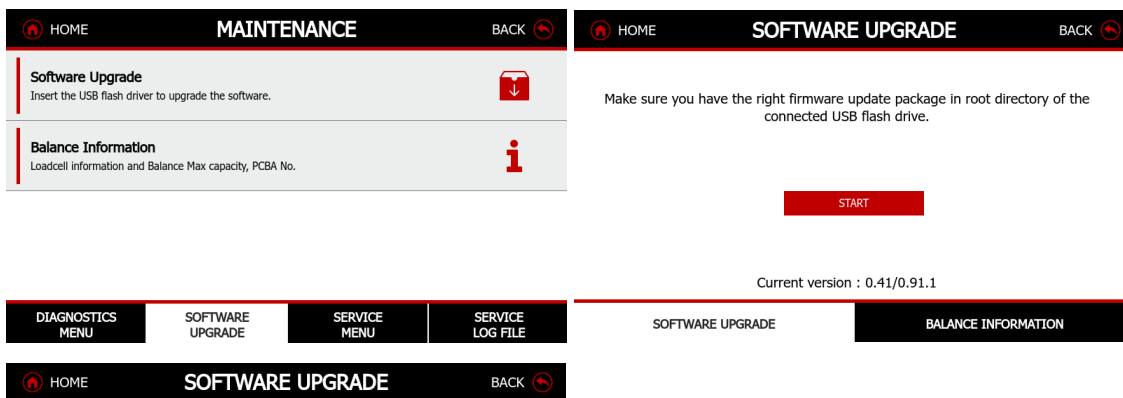 HOME
MAINTENANCE
BACK
Software Upgrade
Insert the USB flash driver to upgrade the software.
Balance Information
Loadcell information and Balance Max capacity, PCBA No.
DIAGNOSTICS
MENU
SOFTWARE
UPGRADE
SERVICE
MENU
SERVICE
LOG FILE
HOME
SOFTWARE UPGRADE
BACK
Make sure you have the right firmware update package in root directory of the
connected USB flash drive.
START
Current version : 0.41/0.91.1
SOFTWARE UPGRADE
BALANCE INFORMATION
HOME
SOFTWARE UPGRADE
BACK